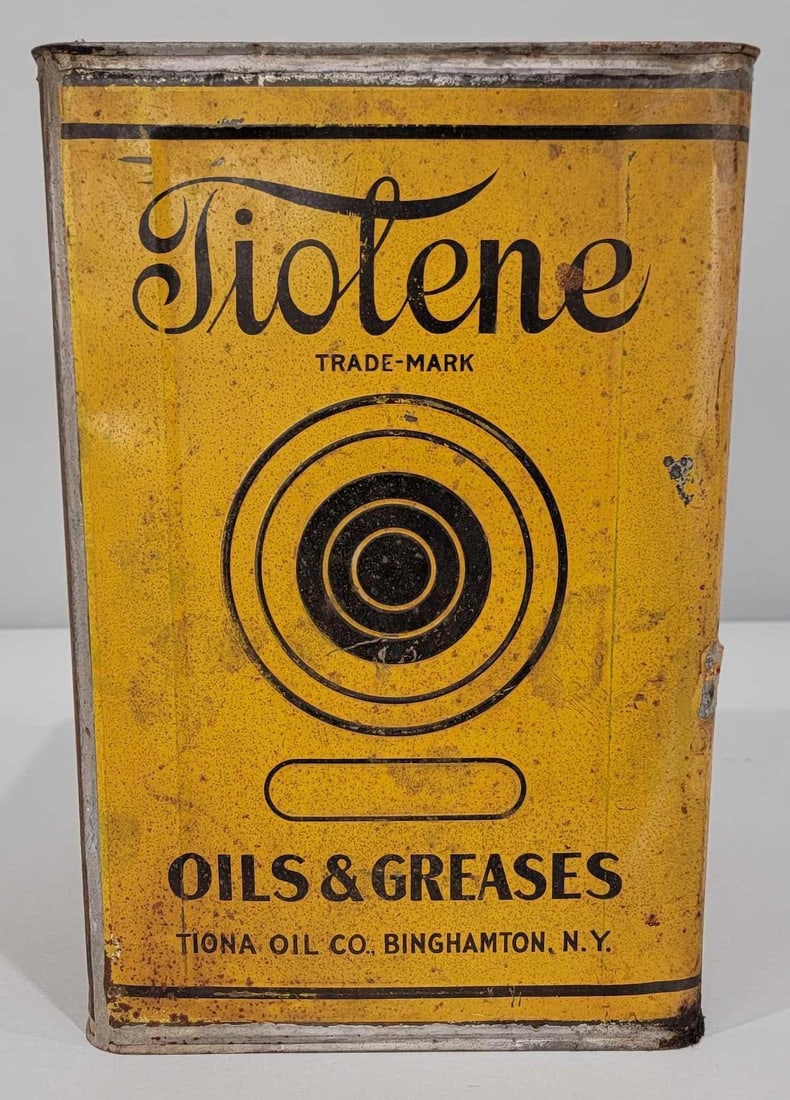 Tiolene
TRADE-MARK
OILS & GREASES
TIONA OIL CO., BINGHAMTON, N.Y.